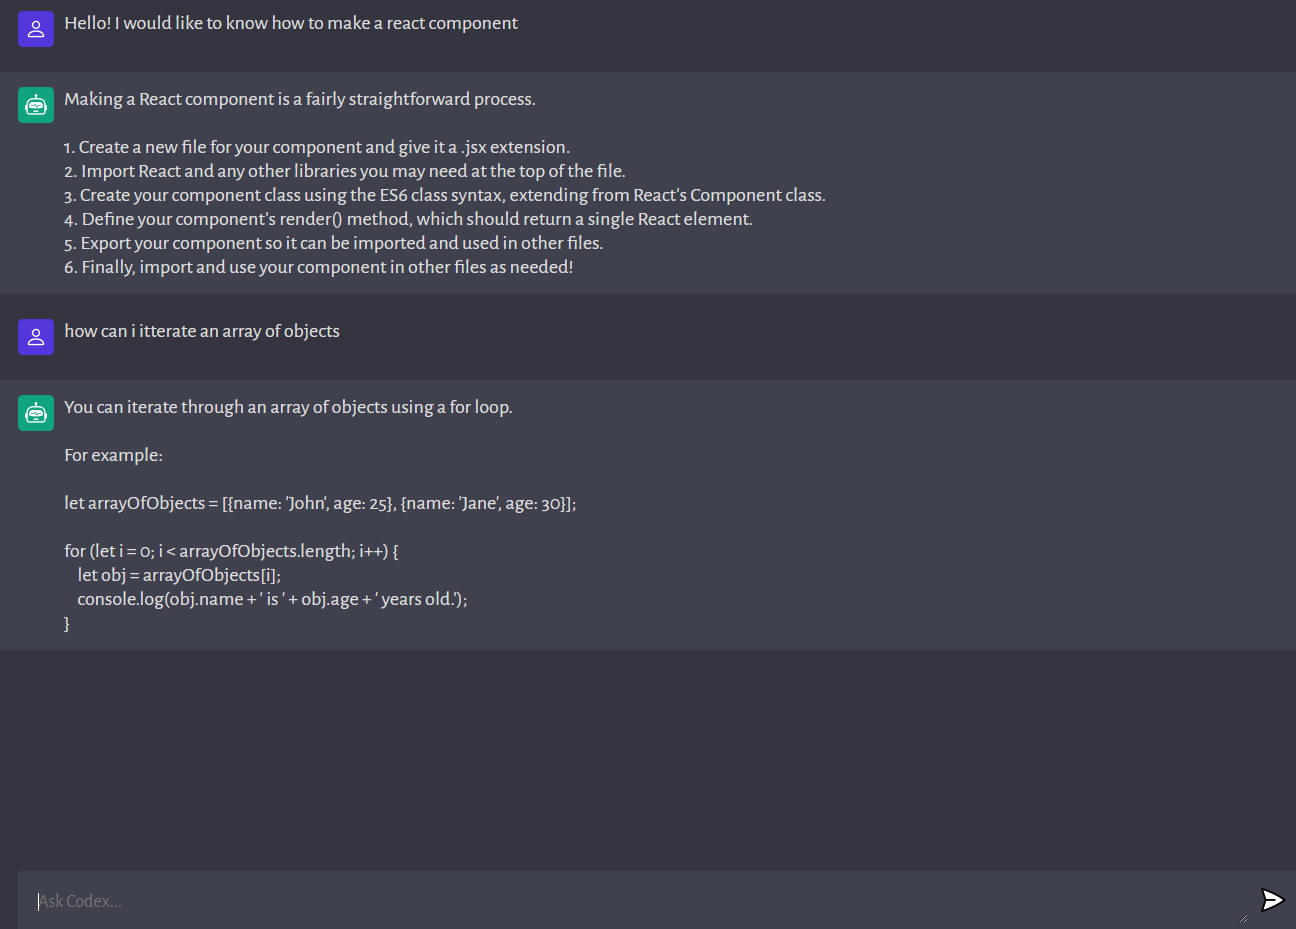 Hello! I would like to know how to make a react component
Making a React component is a fairly straightforward process.
1. Create a new file for your component and give it a .jsx extension.
2. Import React and any other libraries you may need at the top of the file.
3. Create your component class using the ES6 class syntax, extending from React's Component class.
4. Define your component's render() method, which should return a single React element.
5. Export your component so it can be imported and used in other files.
6. Finally, import and use your component in other files as needed!
how can i itterate an array of objects
You can iterate through an array of objects using a for loop.
For example:
let arrayOfObjects = [{name: 'John', age: 25}, {name: 'Jane', age: 30}];
for (let i = 0; i < arrayOfObjects.length; i++) {
    let obj = arrayOfObjects[i];
    console.log(obj.name + ' is ' + obj.age + ' years old.');
}
Ask Codex...